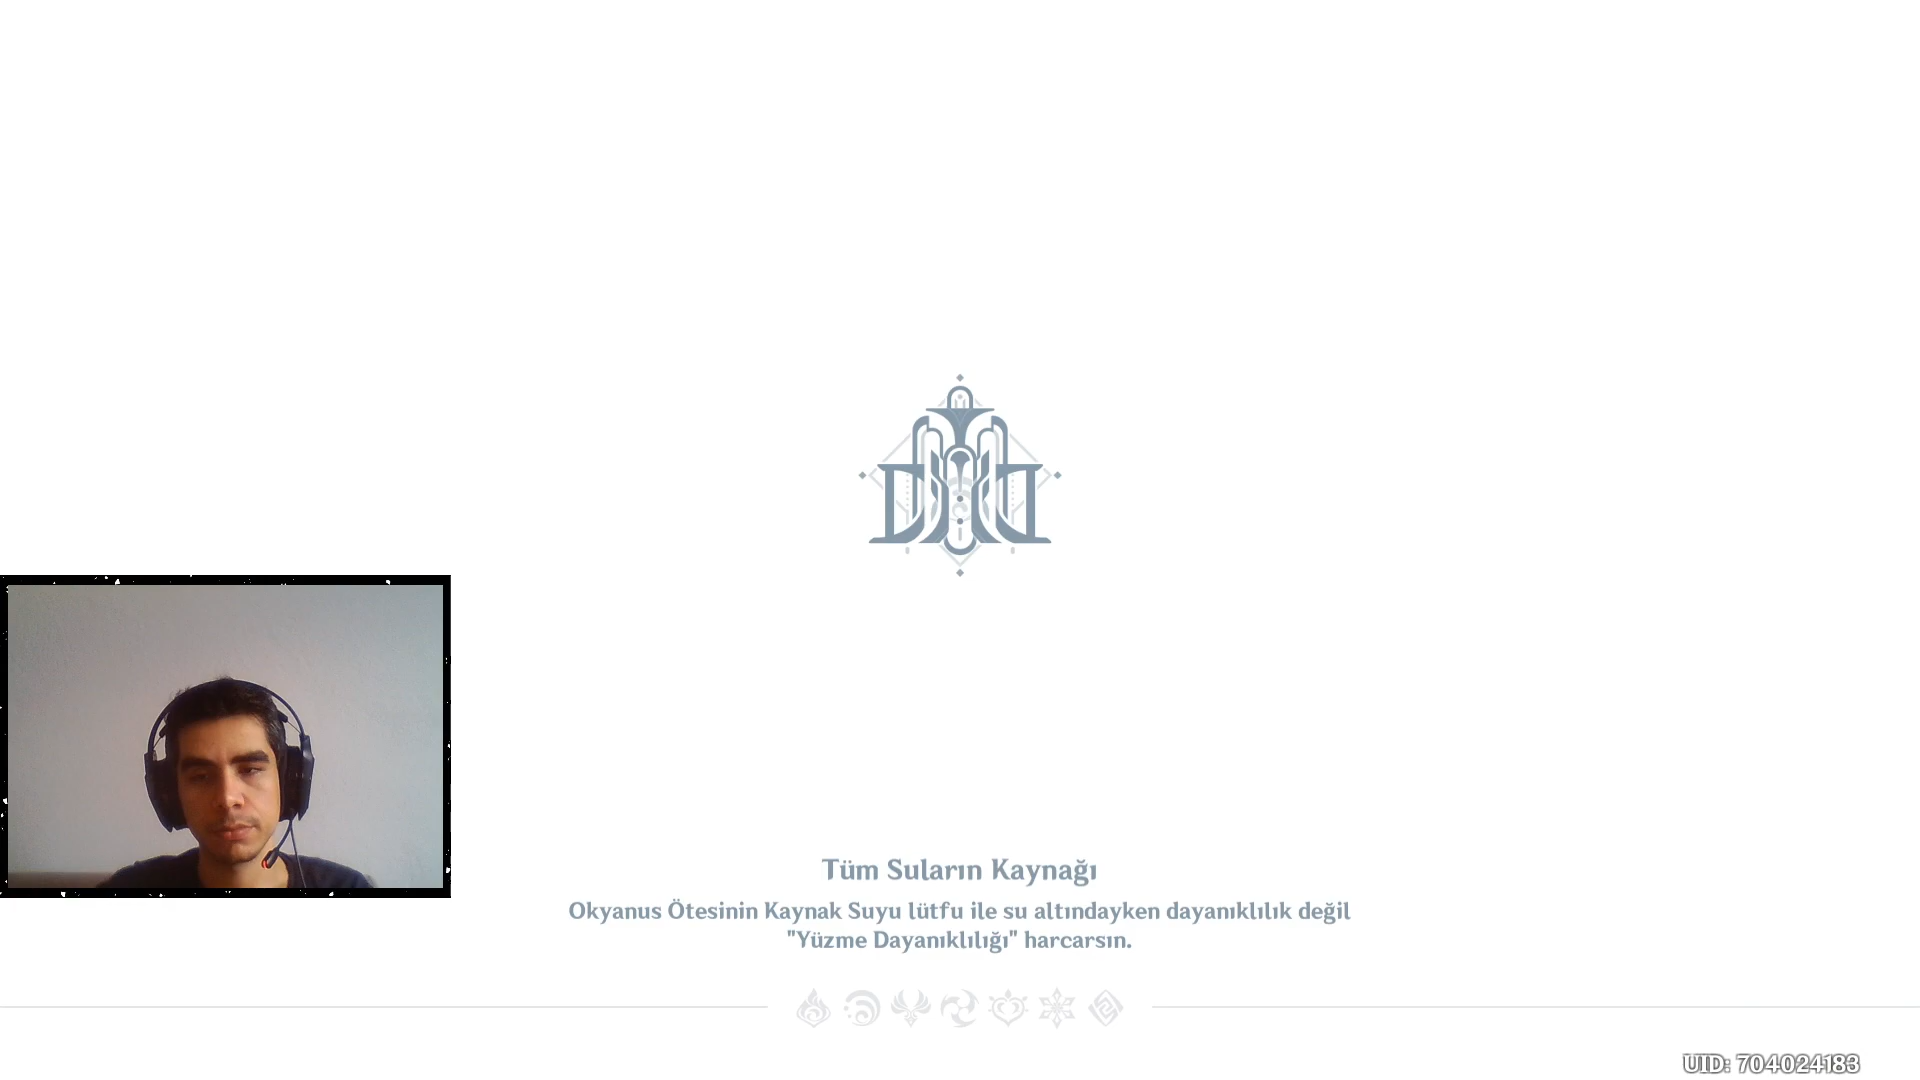 Tüm Suların Kaynağı
Okyanus Ötesinin Kaynak Suyu lütfu ile su altındayken dayanıklılık değil
"Yüzme Dayanıklılığı" harcarsın.
UID: 704024183